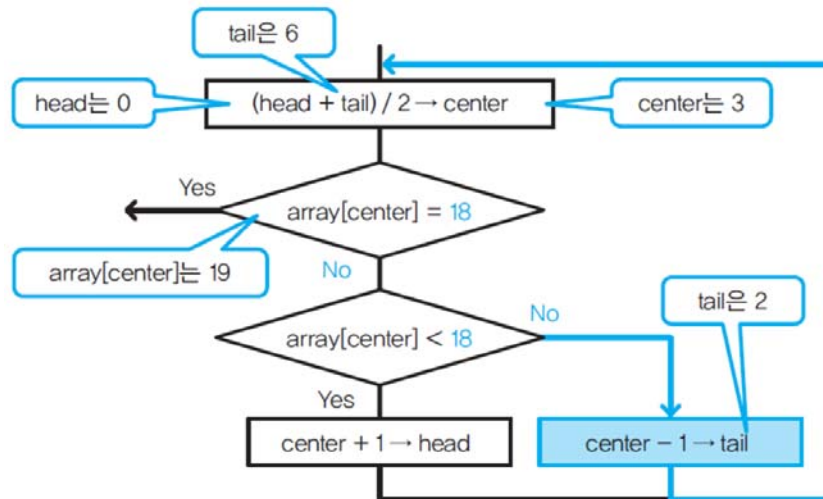 tail은 6
head는 0
(head + tail) / 2 → center
center는 3
Yes
array[center] = 18
array[center]는 19
No
tail은 2
No
array[center] < 18
Yes
center + 1 → head
center − 1 → tail